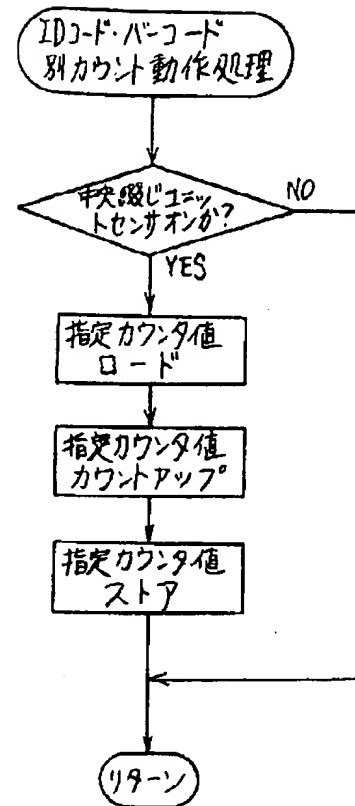 IDコード・バーコード
別カウント動作処理
中央綴じユニッ
トセンサオンか?
NO
YES
指定カウンタ値
ロード
指定カウンタ値
カウントアップ
指定カウンタ値
ストア
リターン